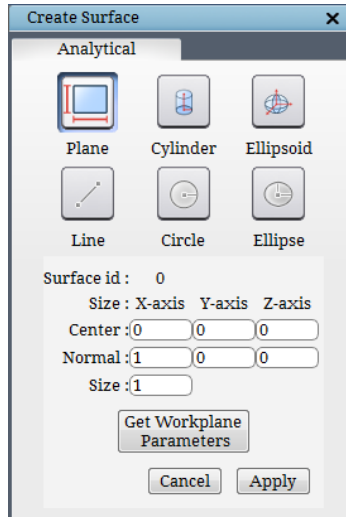 Create Surface x
Analytical
Plane Cylinder Ellipsoid
Line Circle Ellipse
Surface id : 0
Size : X-axis Y-axis Z-axis
Center : 0 0 0
Normal : 1 0 0
Size : 1
Get Workplane
Parameters
Cancel Apply